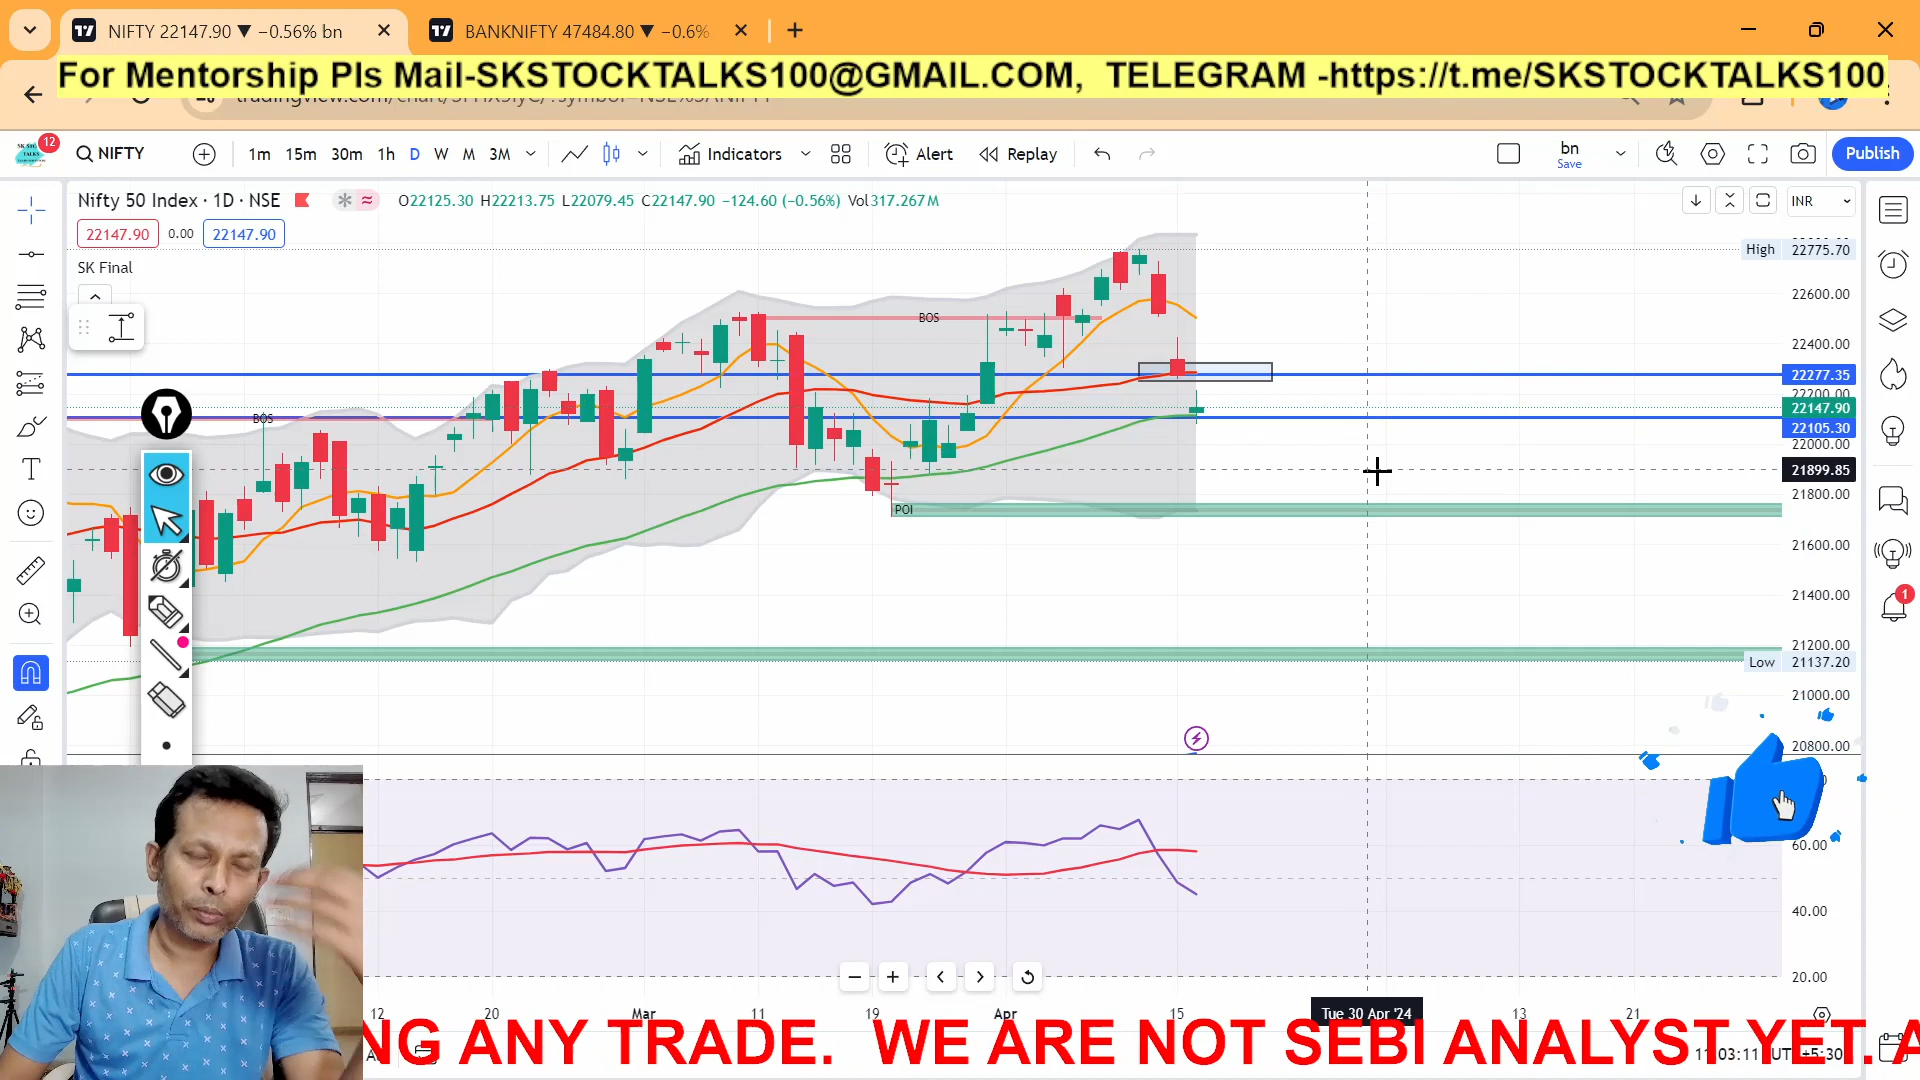 NIFTY 22147.90 ▼ −0.56% bn
BANKNIFTY 47484.80 ▼ −0.6%
For Mentorship Pls Mail-SKSTOCKTALKS100@GMAIL.COM, TELEGRAM -https://t.me/SKSTOCKTALKS100
12
NIFTY
1m 15m 30m 1h D W M 3M
Indicators
Alert
Replay
bn
Save
Publish
Nifty 50 Index · 1D · NSE
O22125.30 H22213.75 L22079.45 C22147.90 −124.60 (−0.56%) Vol317.267M
INR
22147.90 0.00 22147.90
SK Final
High 22775.70
22600.00
BOS
22400.00
22277.35
22200.00
22147.90
BOS
22105.30
22000.00
21899.85
21800.00
POI
21600.00
21400.00
21200.00
Low 21137.20
21000.00
20800.00
1
60.00
40.00
20.00
12 20 Mar 11 19 Apr 15 Tue 30 Apr '24 13 21
NG ANY TRADE. WE ARE NOT SEBI ANALYST YET. A